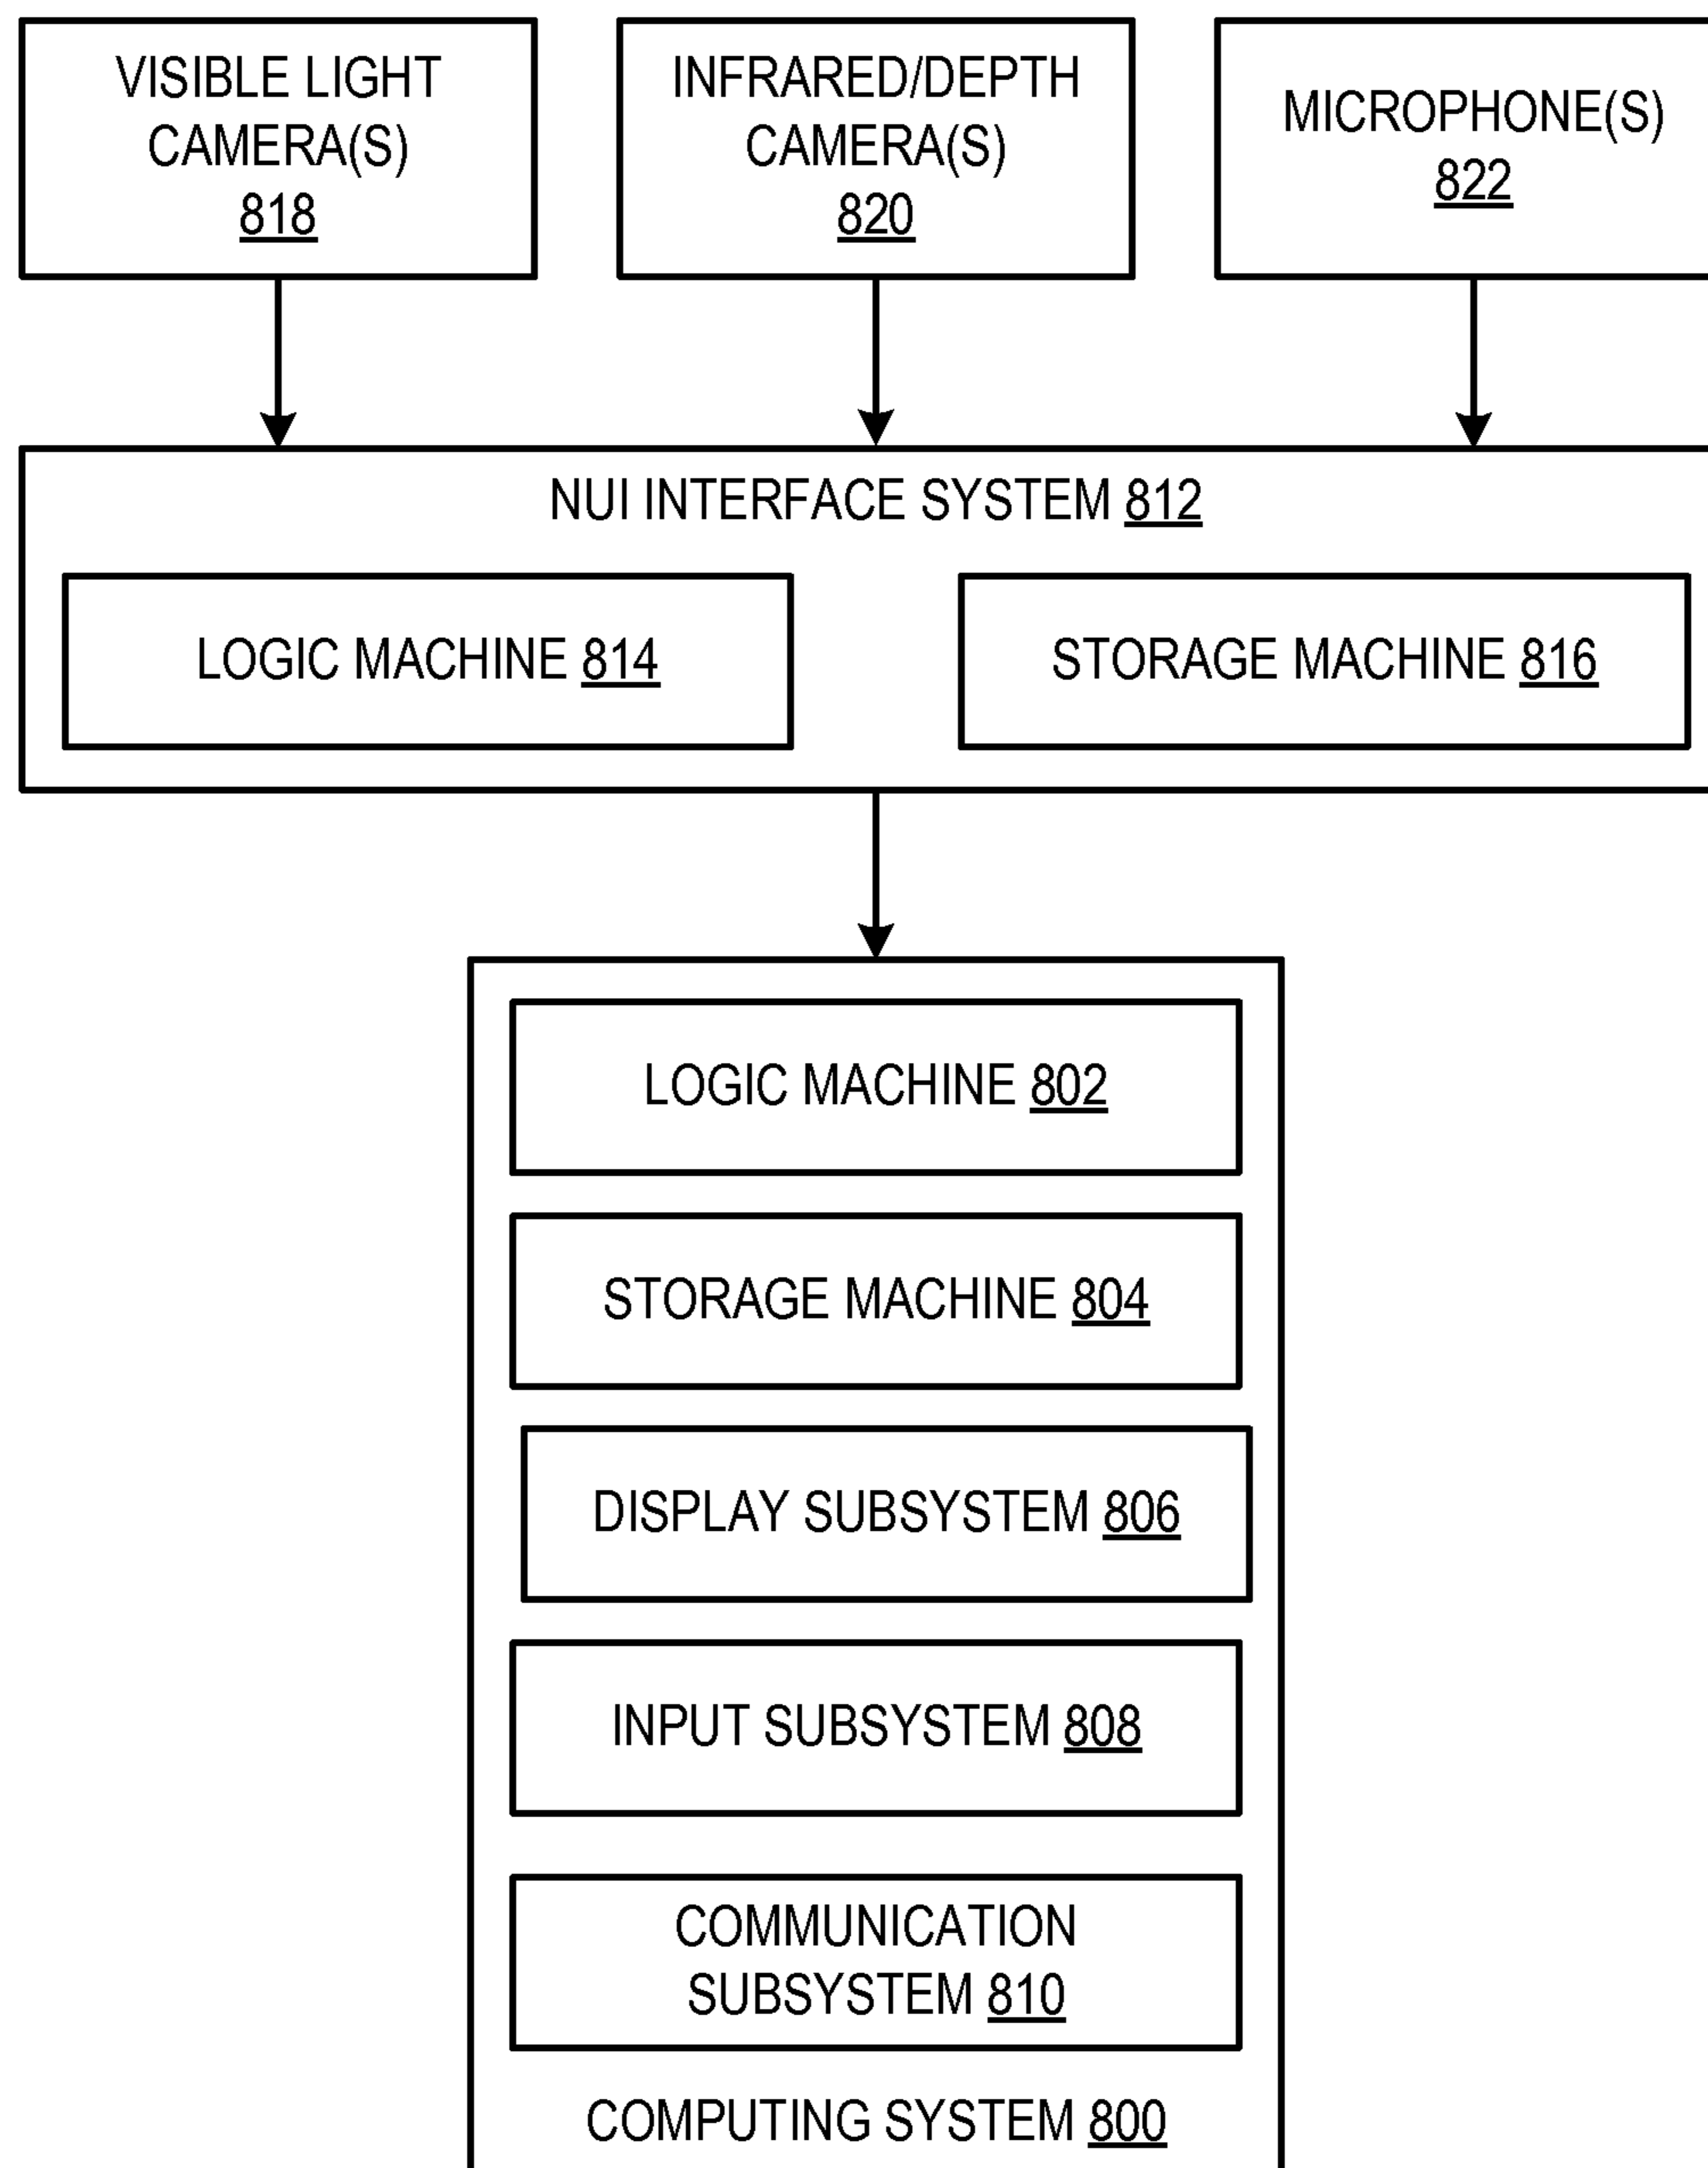 VISIBLE LIGHT
CAMERA(S)
818
INFRARED/DEPTH
CAMERA(S)
820
MICROPHONE(S)
822
NUI INTERFACE SYSTEM 812
LOGIC MACHINE 814
STORAGE MACHINE 816
LOGIC MACHINE 802
STORAGE MACHINE 804
DISPLAY SUBSYSTEM 806
INPUT SUBSYSTEM 808
COMMUNICATION
SUBSYSTEM 810
COMPUTING SYSTEM 800